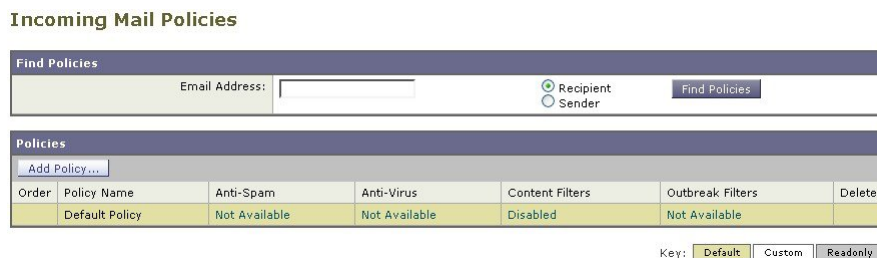 Incoming Mail Policies
Find Policies
Email Address:
Recipient
Sender
Find Policies
Policies
Add Policy...
Order Policy Name Anti-Spam Anti-Virus Content Filters Outbreak Filters Delete
Default Policy Not Available Not Available Disabled Not Available
Key: Default Custom Readonly